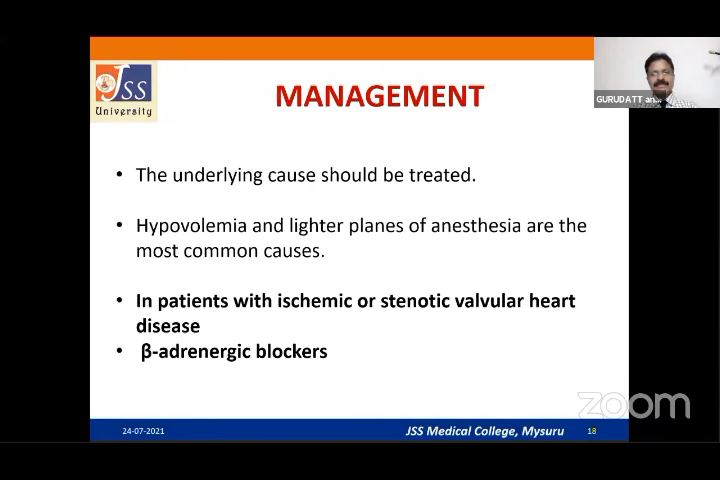 JSS
University
MANAGEMENT
GURUDATT an...
• The underlying cause should be treated.
• Hypovolemia and lighter planes of anesthesia are the
most common causes.
• In patients with ischemic or stenotic valvular heart
disease
• β-adrenergic blockers
zoom
24-07-2021
JSS Medical College, Mysuru
18